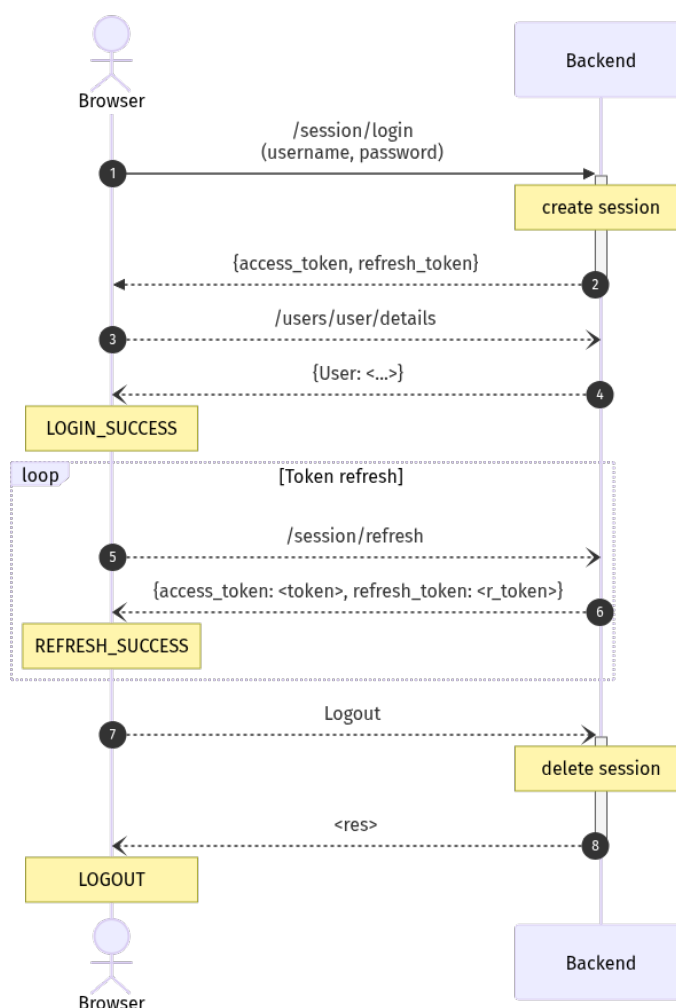 Browser
Backend
/session/login
(username, password)
1
create session
{access_token, refresh_token}
2
/users/user/details
3
{User: <...>}
4
LOGIN_SUCCESS
loop
[Token refresh]
/session/refresh
5
{access_token: <token>, refresh_token: <r_token>}
6
REFRESH_SUCCESS
Logout
7
delete session
<res>
8
LOGOUT
Browser
Backend